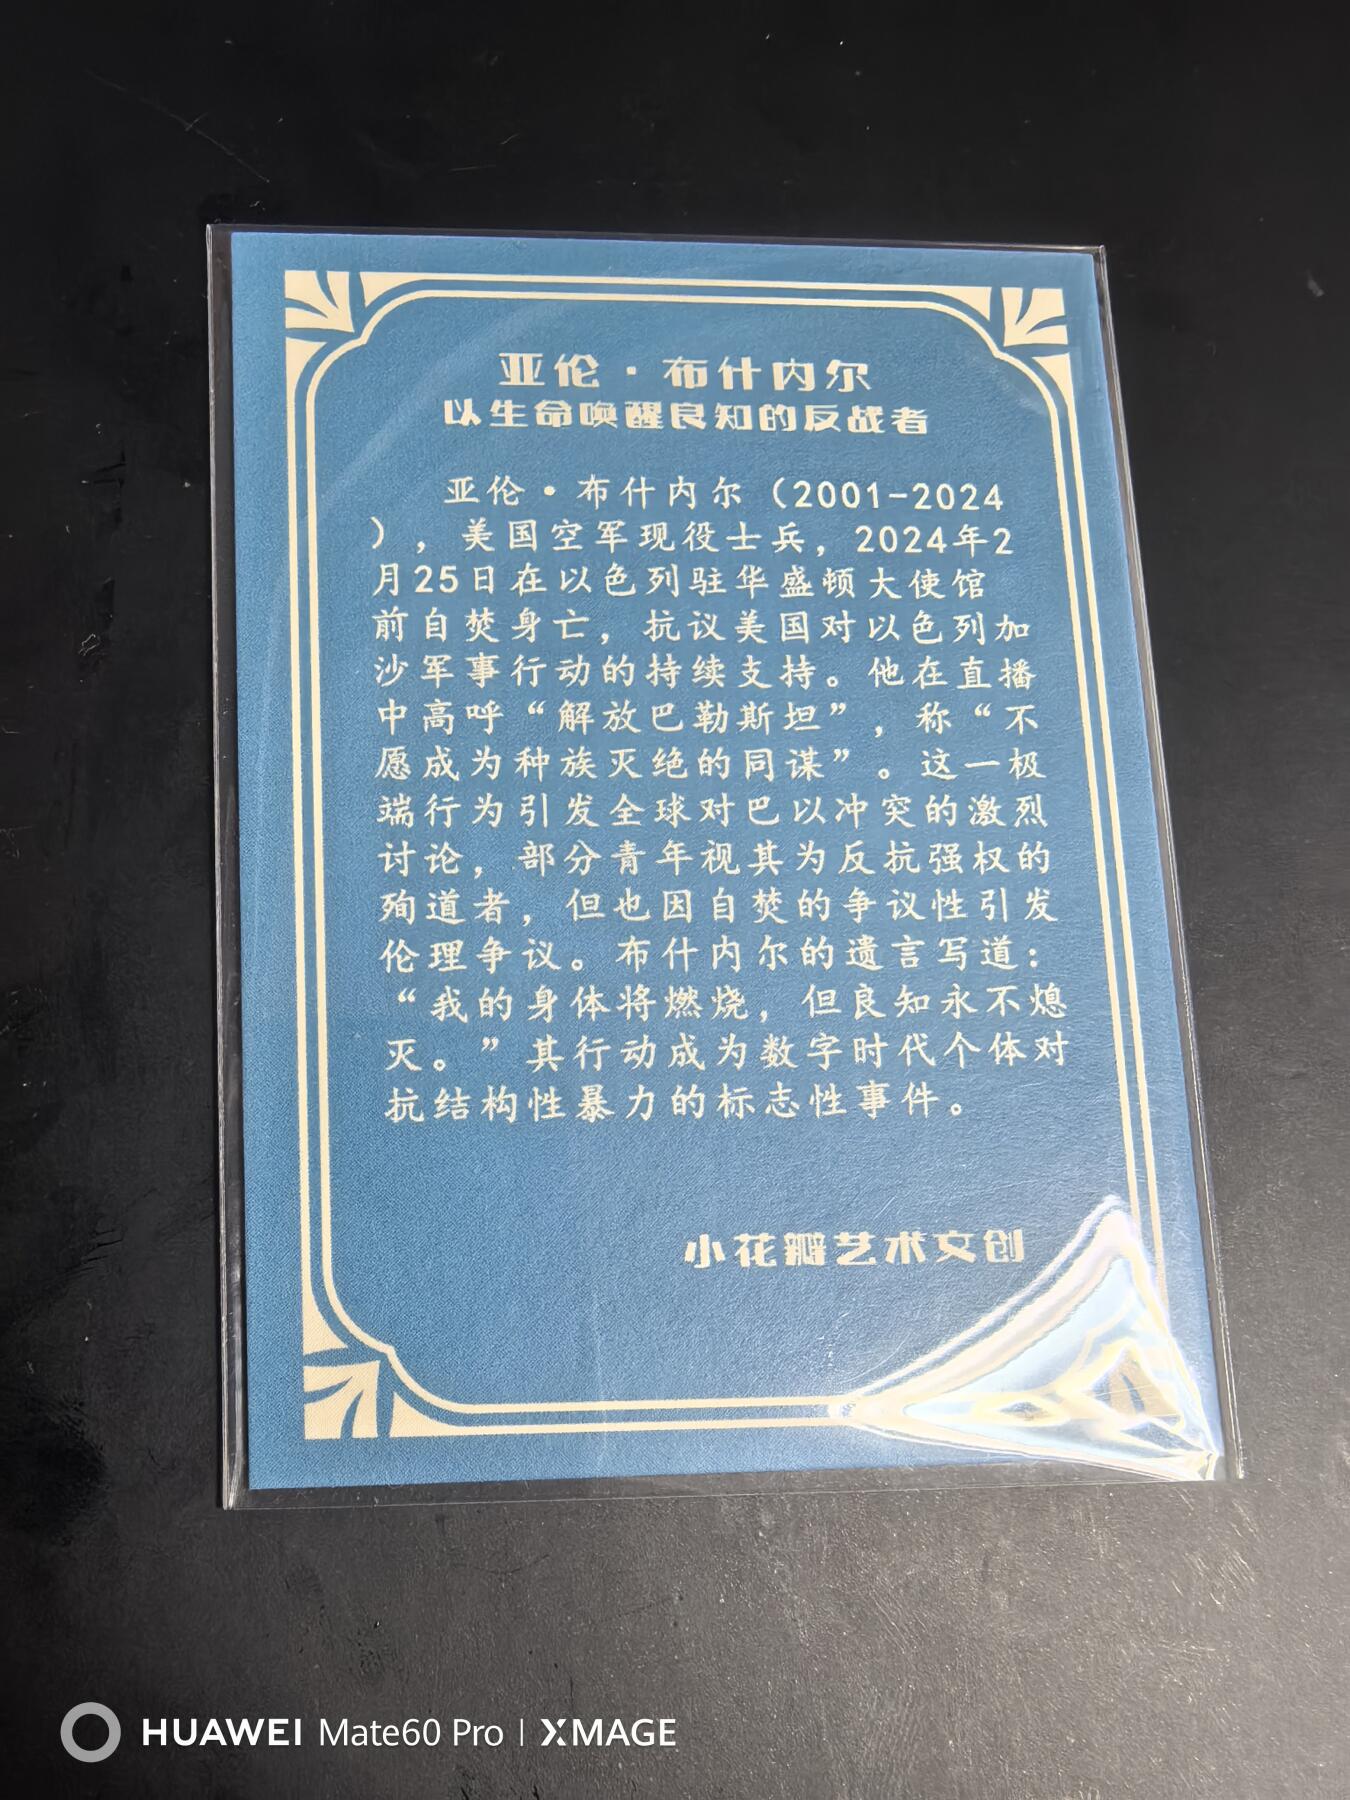 亚伦·布什内尔
以生命唤醒良知的反战者
亚伦·布什内尔（2001-2024
），美国空军现役士兵，2024年2
月25日在以色列驻华盛顿大使馆
前自焚身亡，抗议美国对以色列加
沙军事行动的持续支持。他在直播
中高呼“解放巴勒斯坦”，称“不
愿成为种族灭绝的同谋”。这一极
端行为引发全球对巴以冲突的激烈
讨论，部分青年视其为反抗强权的
殉道者，但也因自焚的争议性引发
伦理争议。布什内尔的遗言写道：
“我的身体将燃烧，但良知永不熄
灭。”其行动成为数字时代个体对
抗结构性暴力的标志性事件。
小花瓣艺术文创
HUAWEI Mate60 Pro | XMAGE